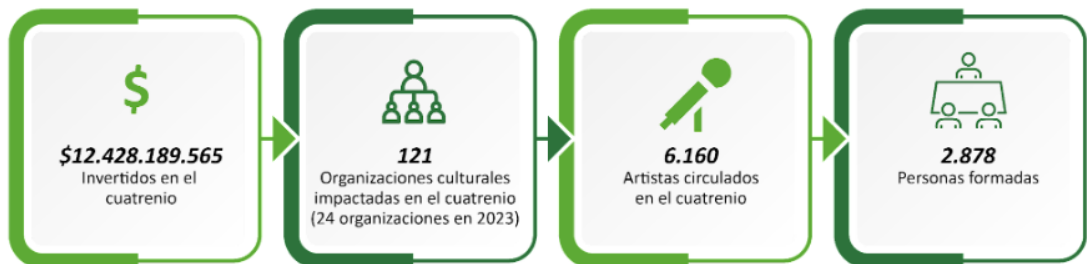 $
$12.428.189.565
Invertidos en el
cuatrenio
121
Organizaciones culturales
impactadas en el cuatrenio
(24 organizaciones en 2023)
6.160
Artistas circulados
en el cuatrenio
2.878
Personas formadas